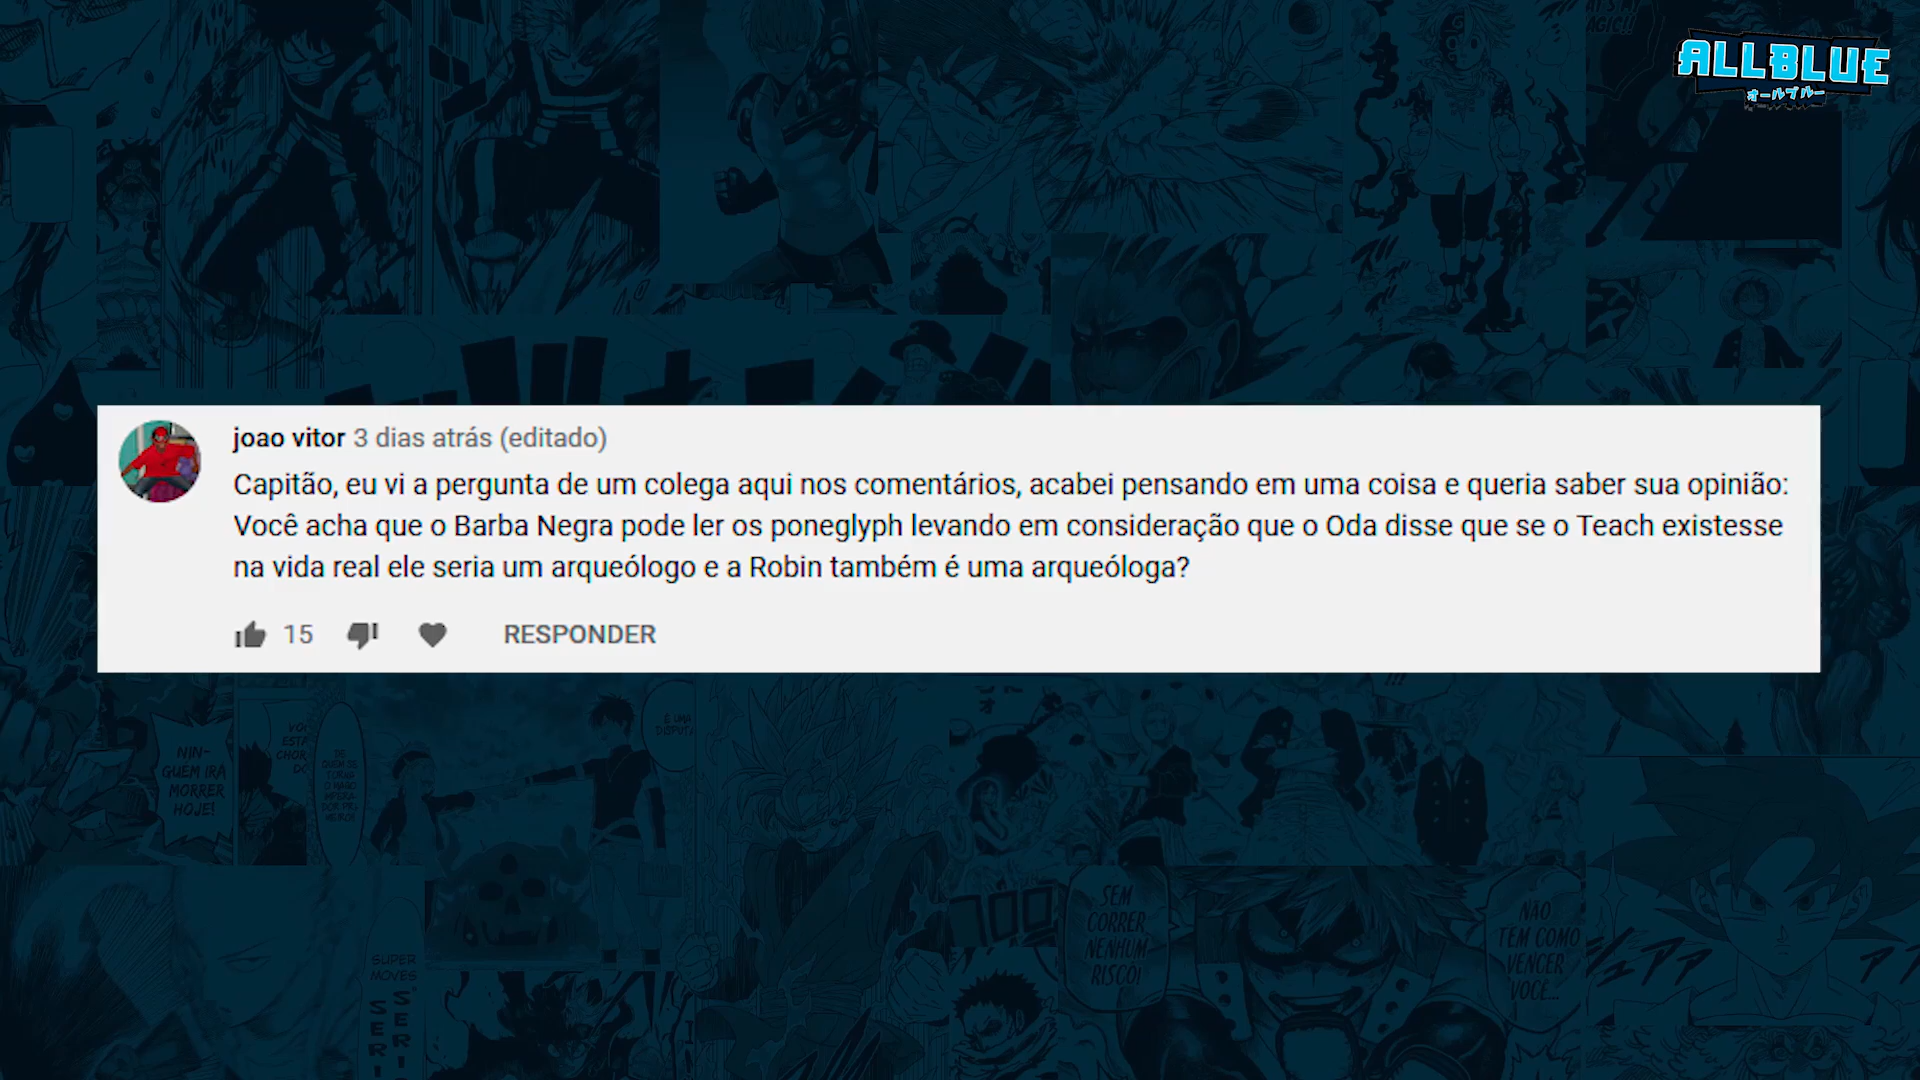 ALLBLUE
オールブルー
joao vitor 3 dias atrás (editado)
Capitão, eu vi a pergunta de um colega aqui nos comentários, acabei pensando em uma coisa e queria saber sua opinião:
Você acha que o Barba Negra pode ler os poneglyph levando em consideração que o Oda disse que se o Teach existesse
na vida real ele seria um arqueólogo e a Robin também é uma arqueóloga?
15 RESPONDER
NIN-
GUÉM IRÁ
MORRER
HOJE!
É UMA
SEM
CORRER
NENHUM
RISCO!
NÃO
TEM COMO
VENCER
VOCÊ...
SUPER
MOVES